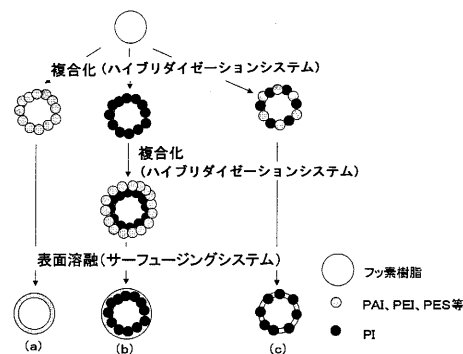 複合化(ハイブリダイゼーションシステム)
複合化
(ハイブリダイゼーションシステム)
表面溶融(サーフュージングシステム)
フッ素樹脂
PAI、PEI、PES等
PI
(a)
(b)
(c)